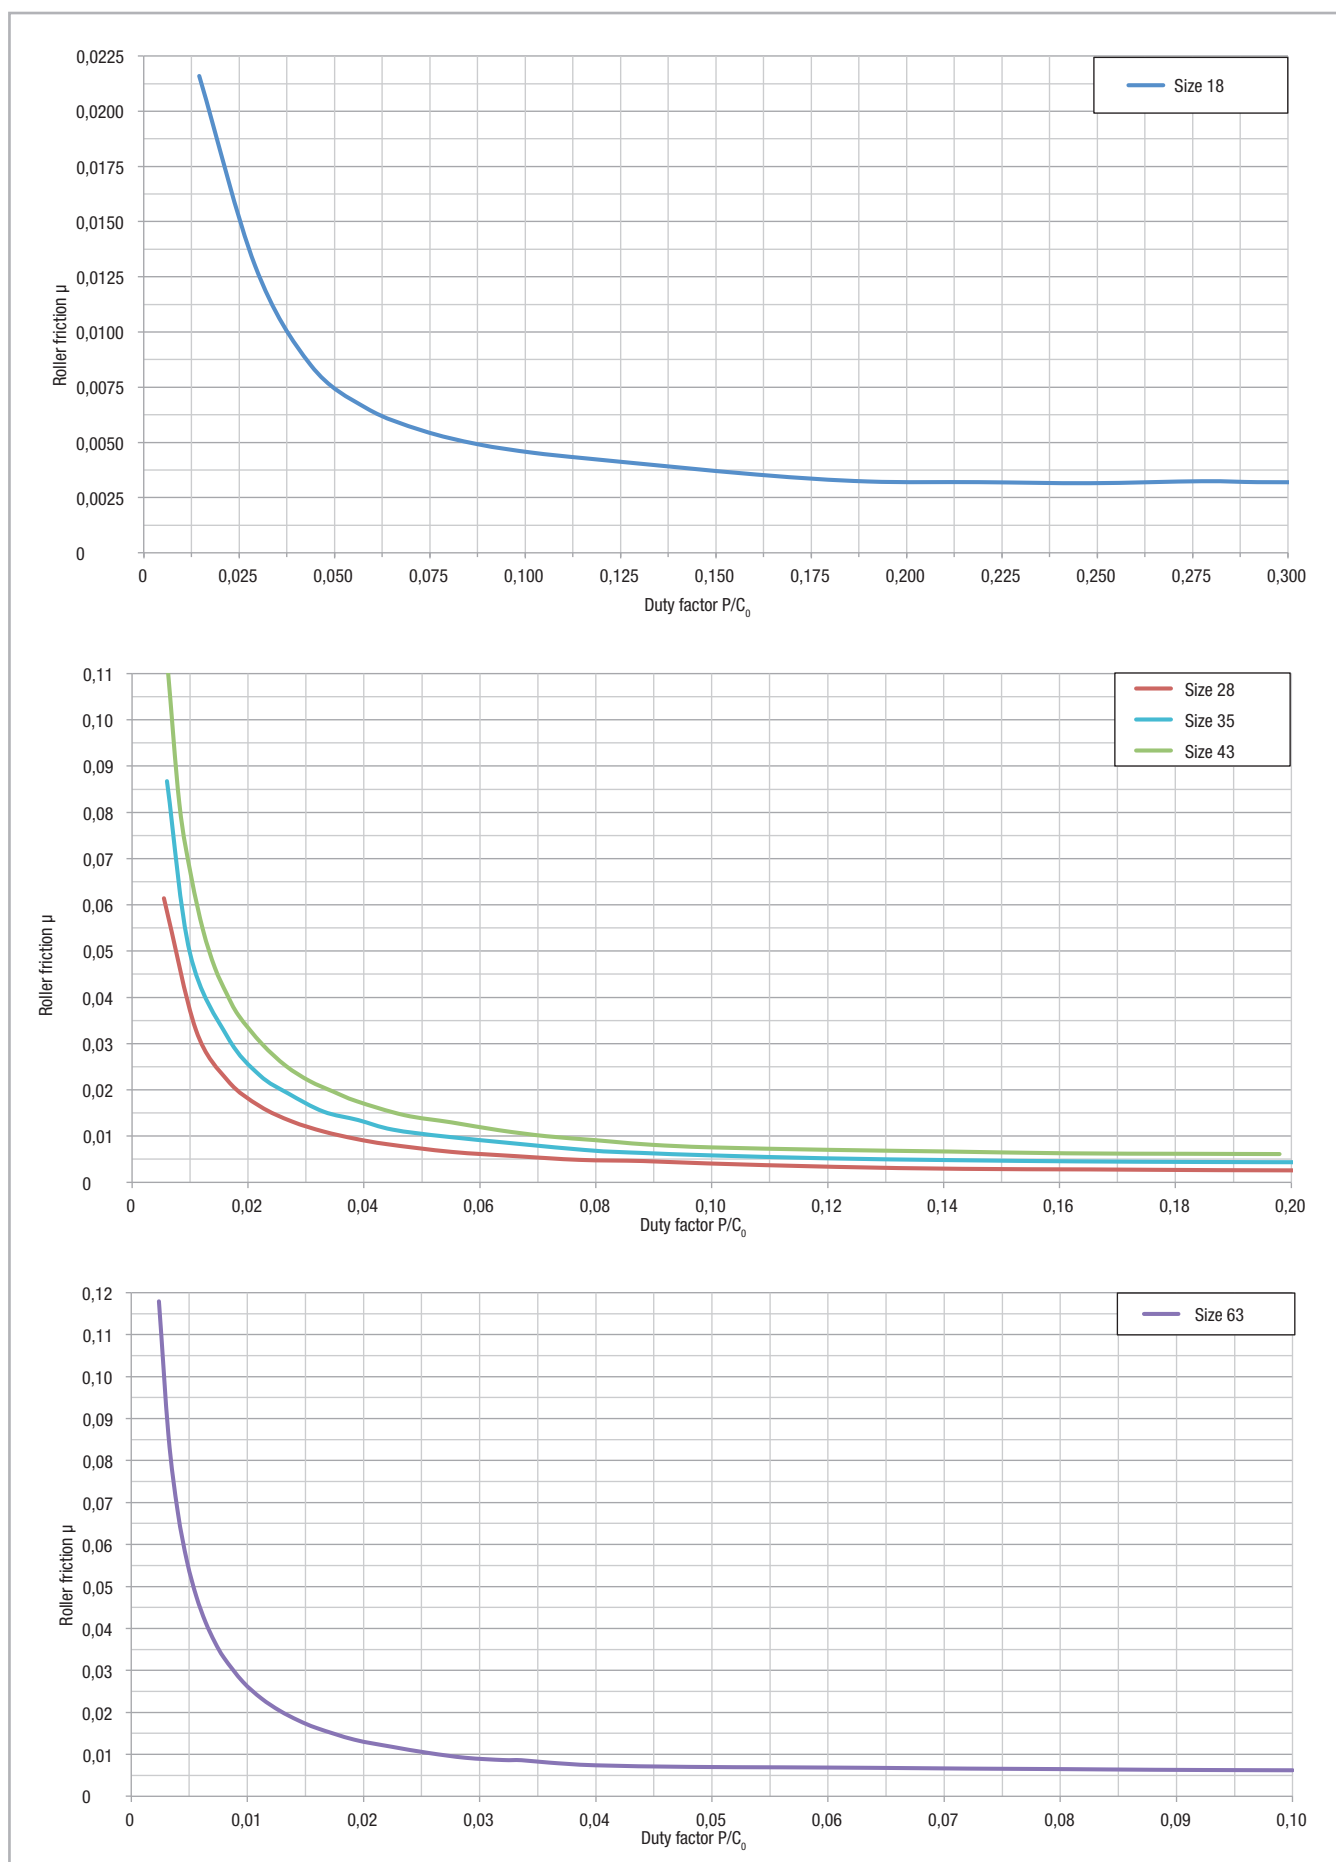 0,0225
0,0200
0,0175
0,0150
0,0125
0,0100
0,0075
0,0050
0,0025
0
Roller friction µ
Size 18
0 0,025 0,050 0,075 0,100 0,125 0,150 0,175 0,200 0,225 0,250 0,275 0,300
Duty factor P/C₀
0,11
0,10
0,09
0,08
0,07
0,06
0,05
0,04
0,03
0,02
0,01
0
Roller friction µ
Size 28
Size 35
Size 43
0 0,02 0,04 0,06 0,08 0,10 0,12 0,14 0,16 0,18 0,20
Duty factor P/C₀
0,12
0,11
0,10
0,09
0,08
0,07
0,06
0,05
0,04
0,03
0,02
0,01
0
Roller friction µ
Size 63
0 0,01 0,02 0,03 0,04 0,05 0,06 0,07 0,08 0,09 0,10
Duty factor P/C₀